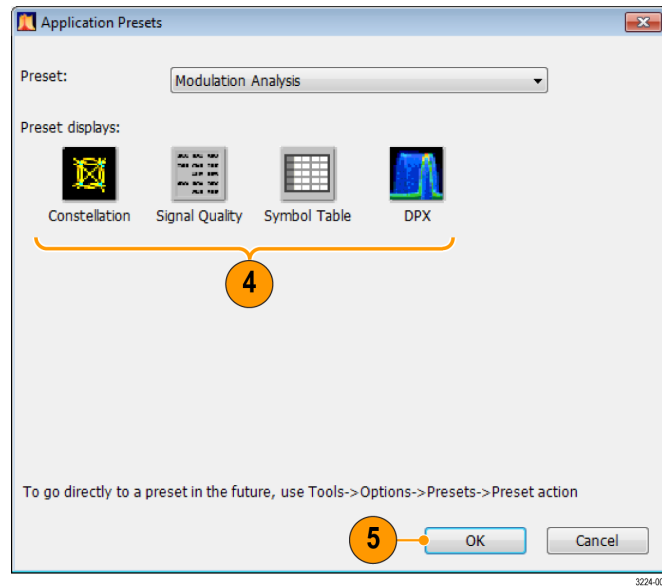 Application Presets
Preset: Modulation Analysis
Preset displays:
Constellation Signal Quality Symbol Table DPX
4
To go directly to a preset in the future, use Tools->Options->Presets->Preset action
5 OK Cancel